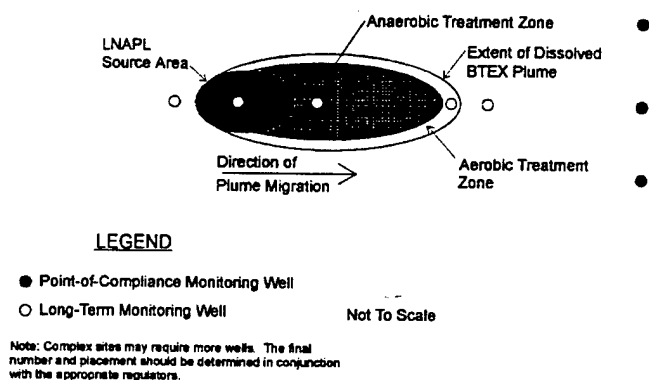 Anaerobic Treatment Zone
LNAPL
Source Area
Extent of Dissolved
BTEX Plume
Direction of
Plume Migration
Aerobic Treatment
Zone
LEGEND
Point-of-Compliance Monitoring Well
Long-Term Monitoring Well
Not To Scale
Note: Complex sites may require more wells. The final
number and placement should be determined in conjunction
with the appropriate regulators.